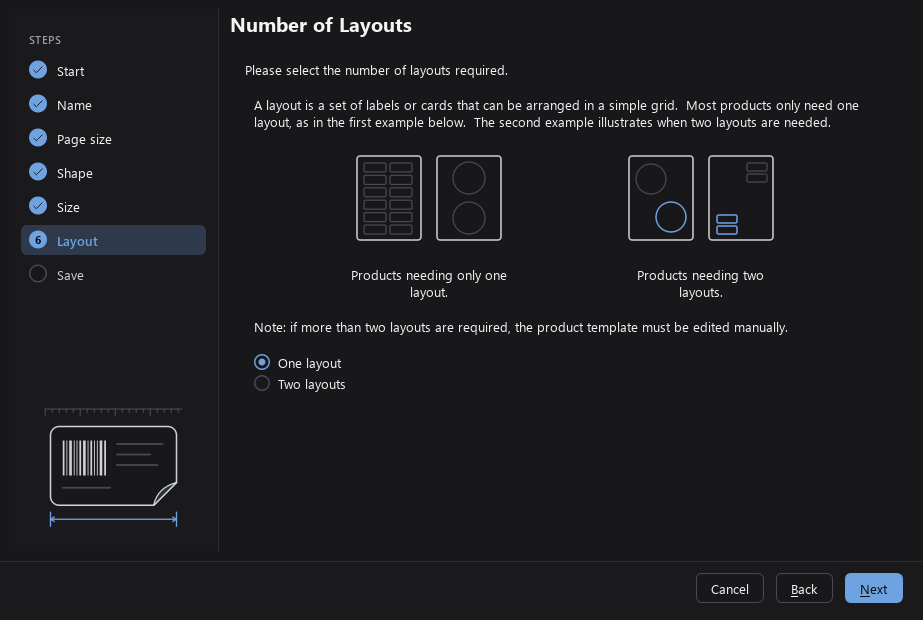 STEPS
Start
Name
Page size
Shape
Size
6 Layout
Save
Number of Layouts
Please select the number of layouts required.
A layout is a set of labels or cards that can be arranged in a simple grid.  Most products only need one
layout, as in the first example below.  The second example illustrates when two layouts are needed.
Products needing only one
layout.
Products needing two
layouts.
Note: if more than two layouts are required, the product template must be edited manually.
One layout
Two layouts
Cancel
Back
Next